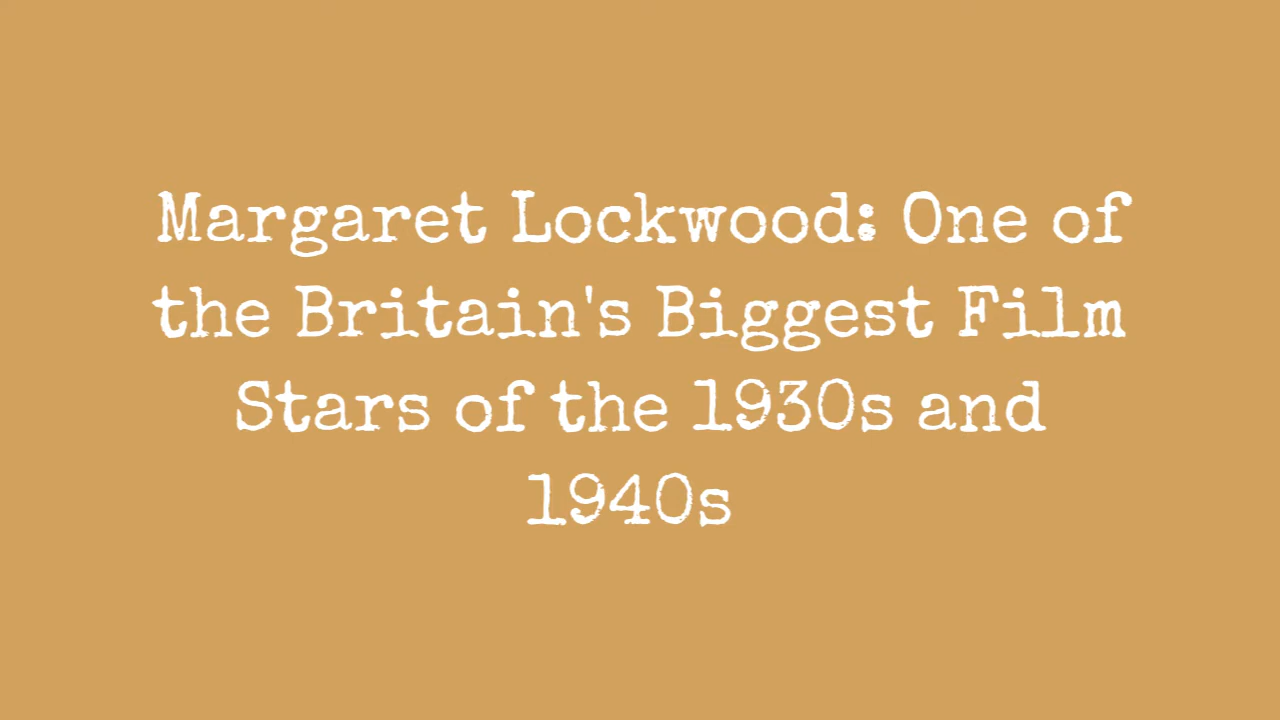 Margaret Lockwood: One of
the Britain's Biggest Film
Stars of the 1930s and
1940s